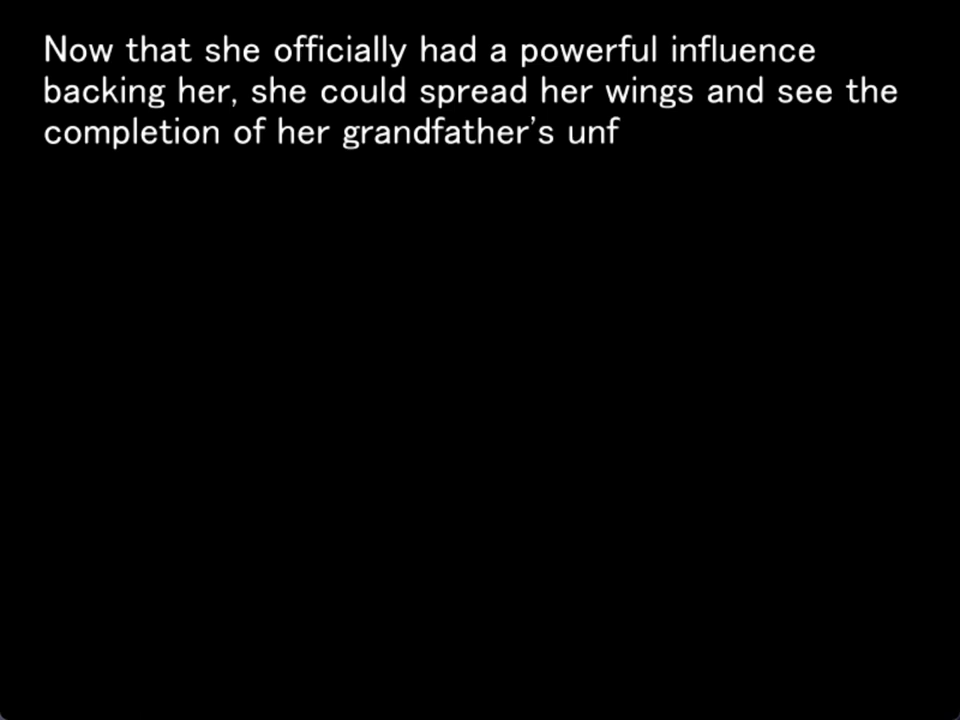 Now that she officially had a powerful influence
backing her, she could spread her wings and see the
completion of her grandfather’s unf